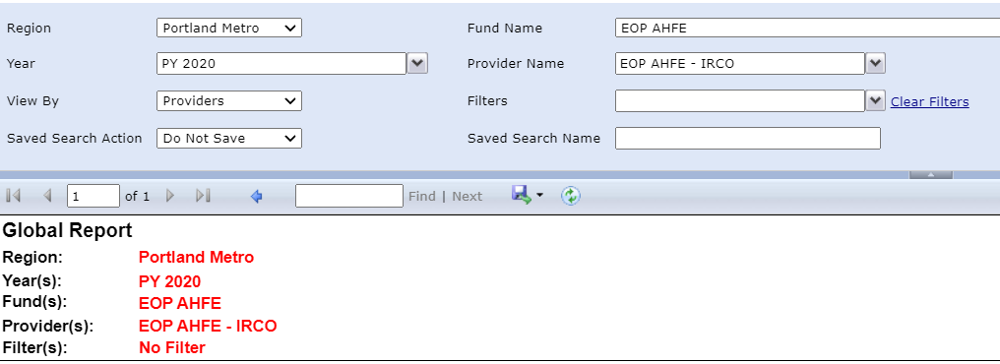 Region Portland Metro Fund Name EOP AHFE
Year PY 2020 Provider Name EOP AHFE - IRCO
View By Providers Filters Clear Filters
Saved Search Action Do Not Save Saved Search Name
1 of 1 Find | Next
Global Report
Region: Portland Metro
Year(s): PY 2020
Fund(s): EOP AHFE
Provider(s): EOP AHFE - IRCO
Filter(s): No Filter